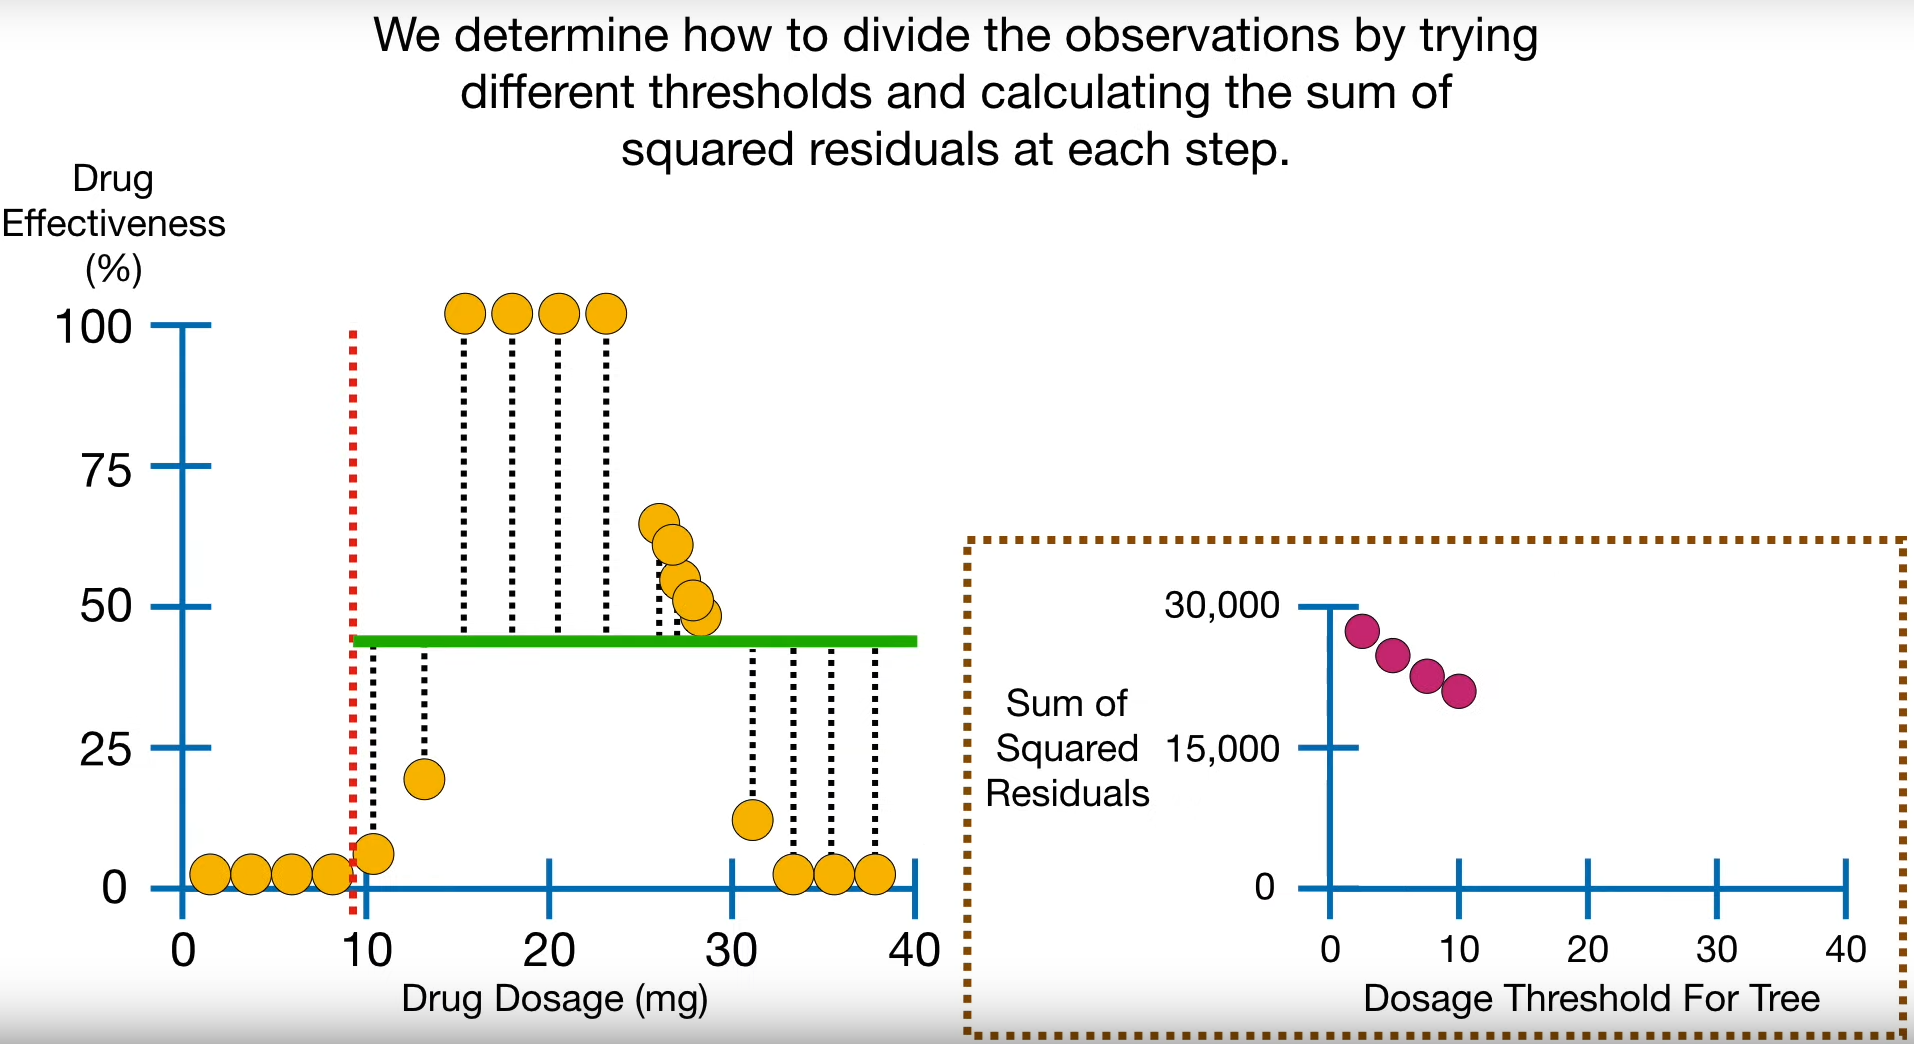 We determine how to divide the observations by trying
different thresholds and calculating the sum of
squared residuals at each step.
Drug
Effectiveness
(%)
100
75
50
25
0
0 10 20 30 40
Drug Dosage (mg)
Sum of
Squared
Residuals
30,000
15,000
0
0 10 20 30 40
Dosage Threshold For Tree